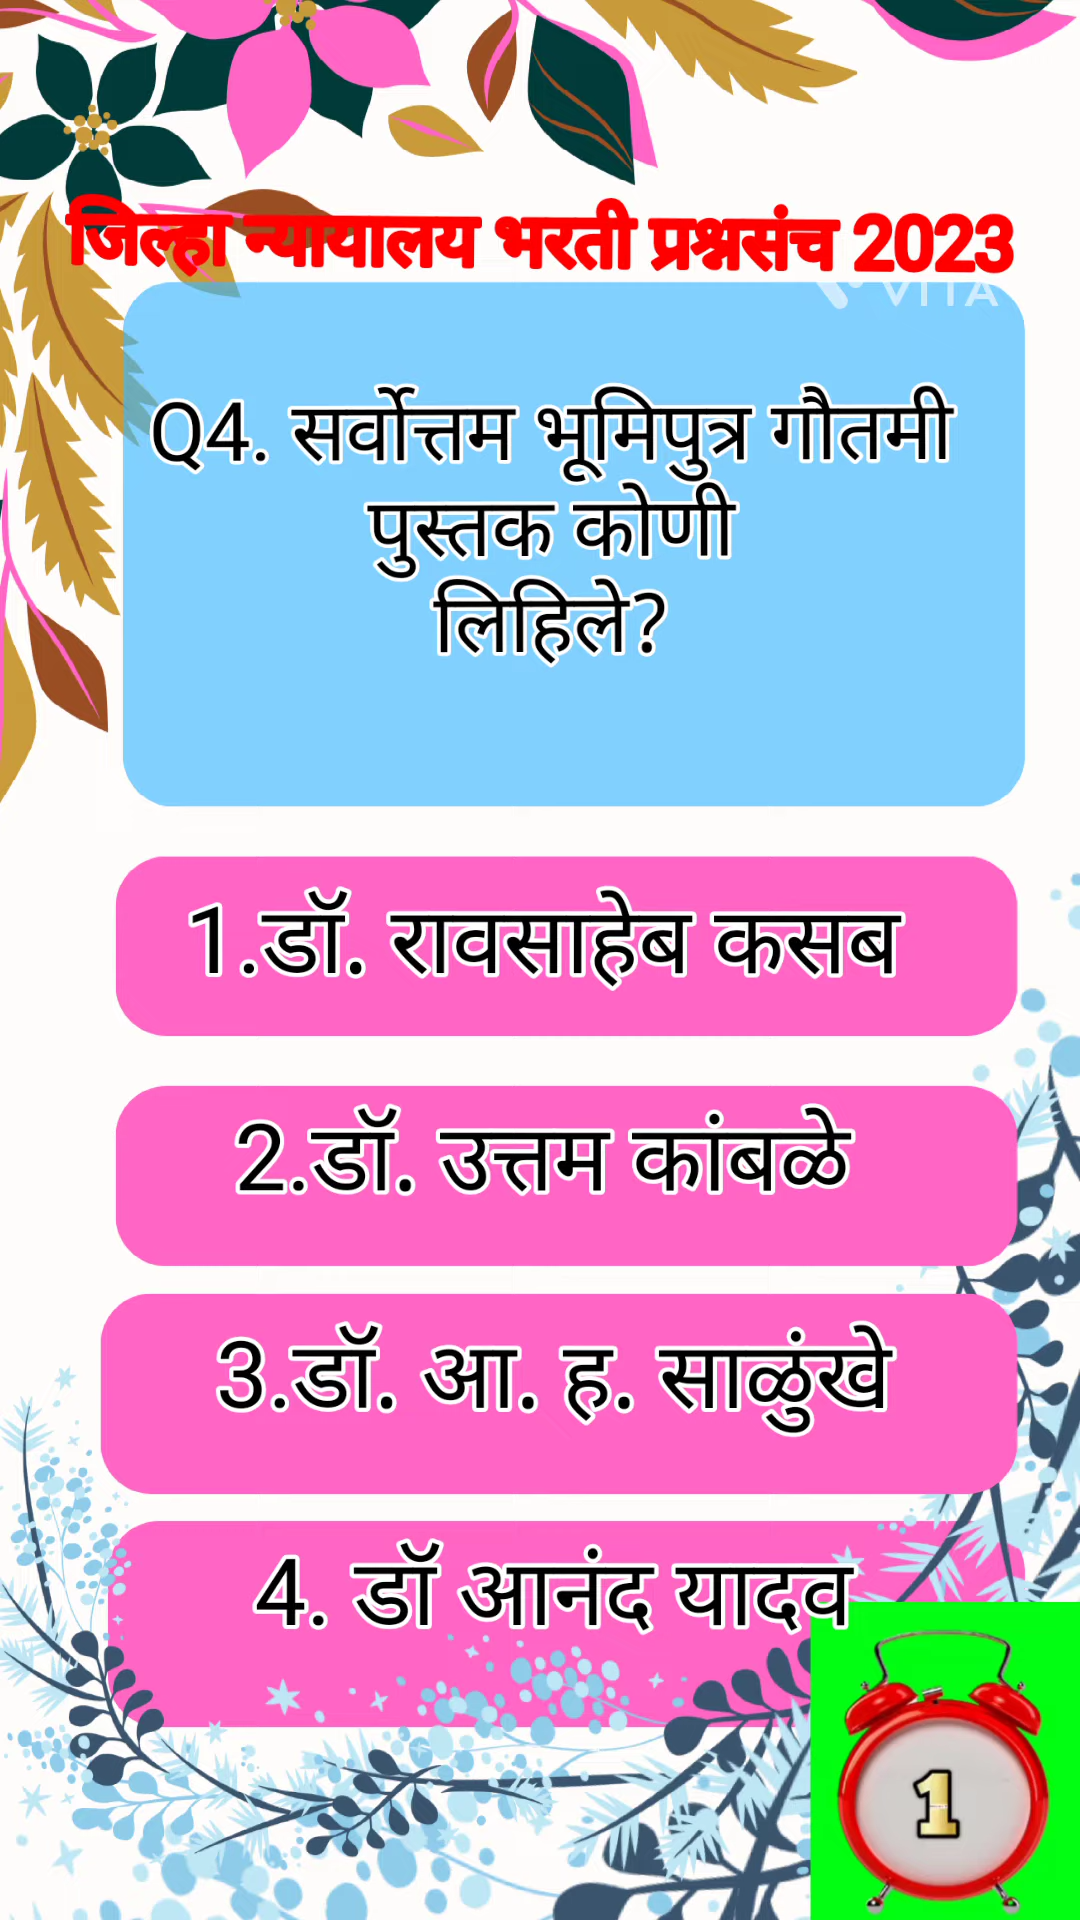 जिल्हा न्यायालय भरती प्रश्नसंच 2023
VITA
Q4. सर्वोत्तम भूमिपुत्र गौतमी
पुस्तक कोणी
लिहिले?
1.डॉ. रावसाहेब कसब
2.डॉ. उत्तम कांबळे
3.डॉ. आ. ह. साळुंखे
4. डॉ आनंद यादव
1